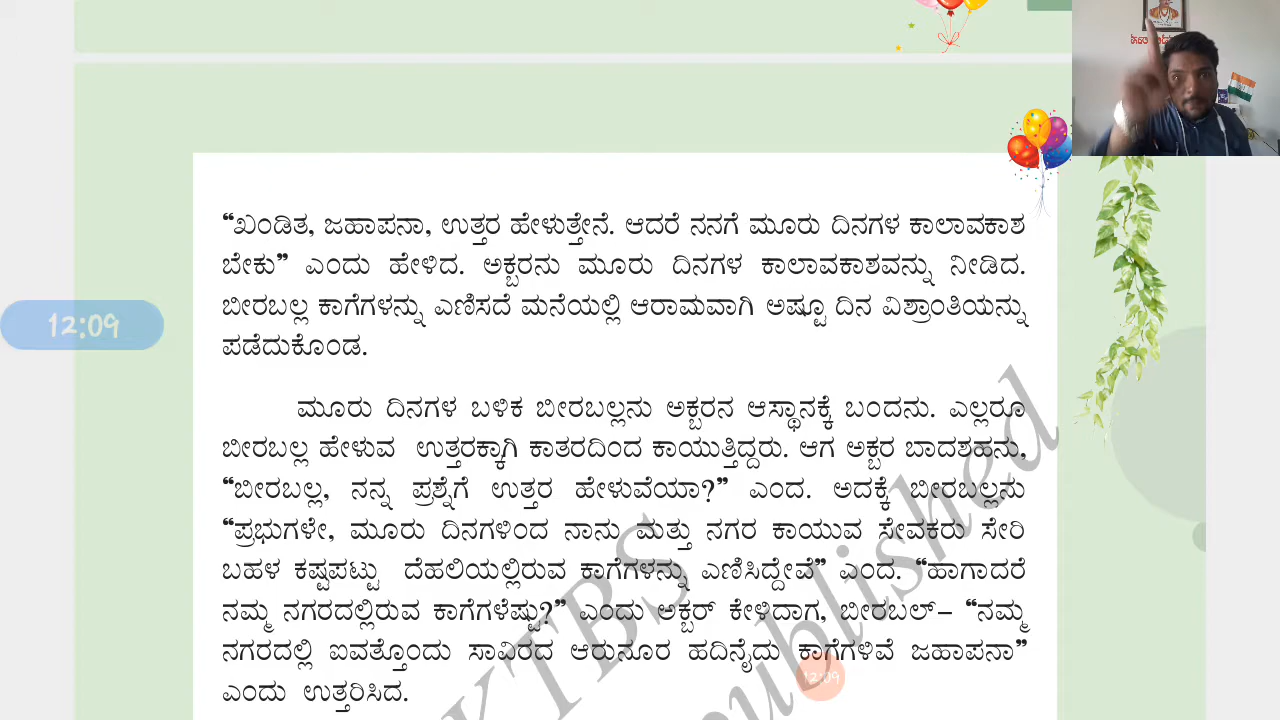 12:09
“ಖಂಡಿತ, ಜಹಾಪನಾ, ಉತ್ತರ ಹೇಳುತ್ತೇನೆ. ಆದರೆ ನನಗೆ ಮೂರು ದಿನಗಳ ಕಾಲಾವಕಾಶ
ಬೇಕು” ಎಂದು ಹೇಳಿದ. ಅಕ್ಬರನು ಮೂರು ದಿನಗಳ ಕಾಲಾವಕಾಶವನ್ನು ನೀಡಿದ.
ಬೀರಬಲ್ಲ ಕಾಗೆಗಳನ್ನು ಎಣಿಸದೆ ಮನೆಯಲ್ಲಿ ಆರಾಮವಾಗಿ ಅಷ್ಟೂ ದಿನ ವಿಶ್ರಾಂತಿಯನ್ನು
ಪಡೆದುಕೊಂಡ.
ಮೂರು ದಿನಗಳ ಬಳಿಕ ಬೀರಬಲ್ಲನು ಅಕ್ಬರನ ಆಸ್ಥಾನಕ್ಕೆ ಬಂದನು. ಎಲ್ಲರೂ
ಬೀರಬಲ್ಲ ಹೇಳುವ ಉತ್ತರಕ್ಕಾಗಿ ಕಾತರದಿಂದ ಕಾಯುತ್ತಿದ್ದರು. ಆಗ ಅಕ್ಬರ ಬಾದಶಹನು,
“ಬೀರಬಲ್ಲ, ನನ್ನ ಪ್ರಶ್ನೆಗೆ ಉತ್ತರ ಹೇಳುವೆಯಾ?” ಎಂದ. ಅದಕ್ಕೆ ಬೀರಬಲ್ಲನು
“ಪ್ರಭುಗಳೇ, ಮೂರು ದಿನಗಳಿಂದ ನಾನು ಮತ್ತು ನಗರ ಕಾಯುವ ಸೇವಕರು ಸೇರಿ
ಬಹಳ ಕಷ್ಟಪಟ್ಟು ದೆಹಲಿಯಲ್ಲಿರುವ ಕಾಗೆಗಳನ್ನು ಎಣಿಸಿದ್ದೇವೆ” ಎಂದ. “ಹಾಗಾದರೆ
ನಮ್ಮ ನಗರದಲ್ಲಿರುವ ಕಾಗೆಗಳೆಷ್ಟು?” ಎಂದು ಅಕ್ಬರ್ ಕೇಳಿದಾಗ, ಬೀರಬಲ್– “ನಮ್ಮ
ನಗರದಲ್ಲಿ ಐವತ್ತೊಂದು ಸಾವಿರದ ಆರುನೂರ ಹದಿನೈದು ಕಾಗೆಗಳಿವೆ ಜಹಾಪನಾ”
ಎಂದು ಉತ್ತರಿಸಿದ.
12:09
KTBS
published